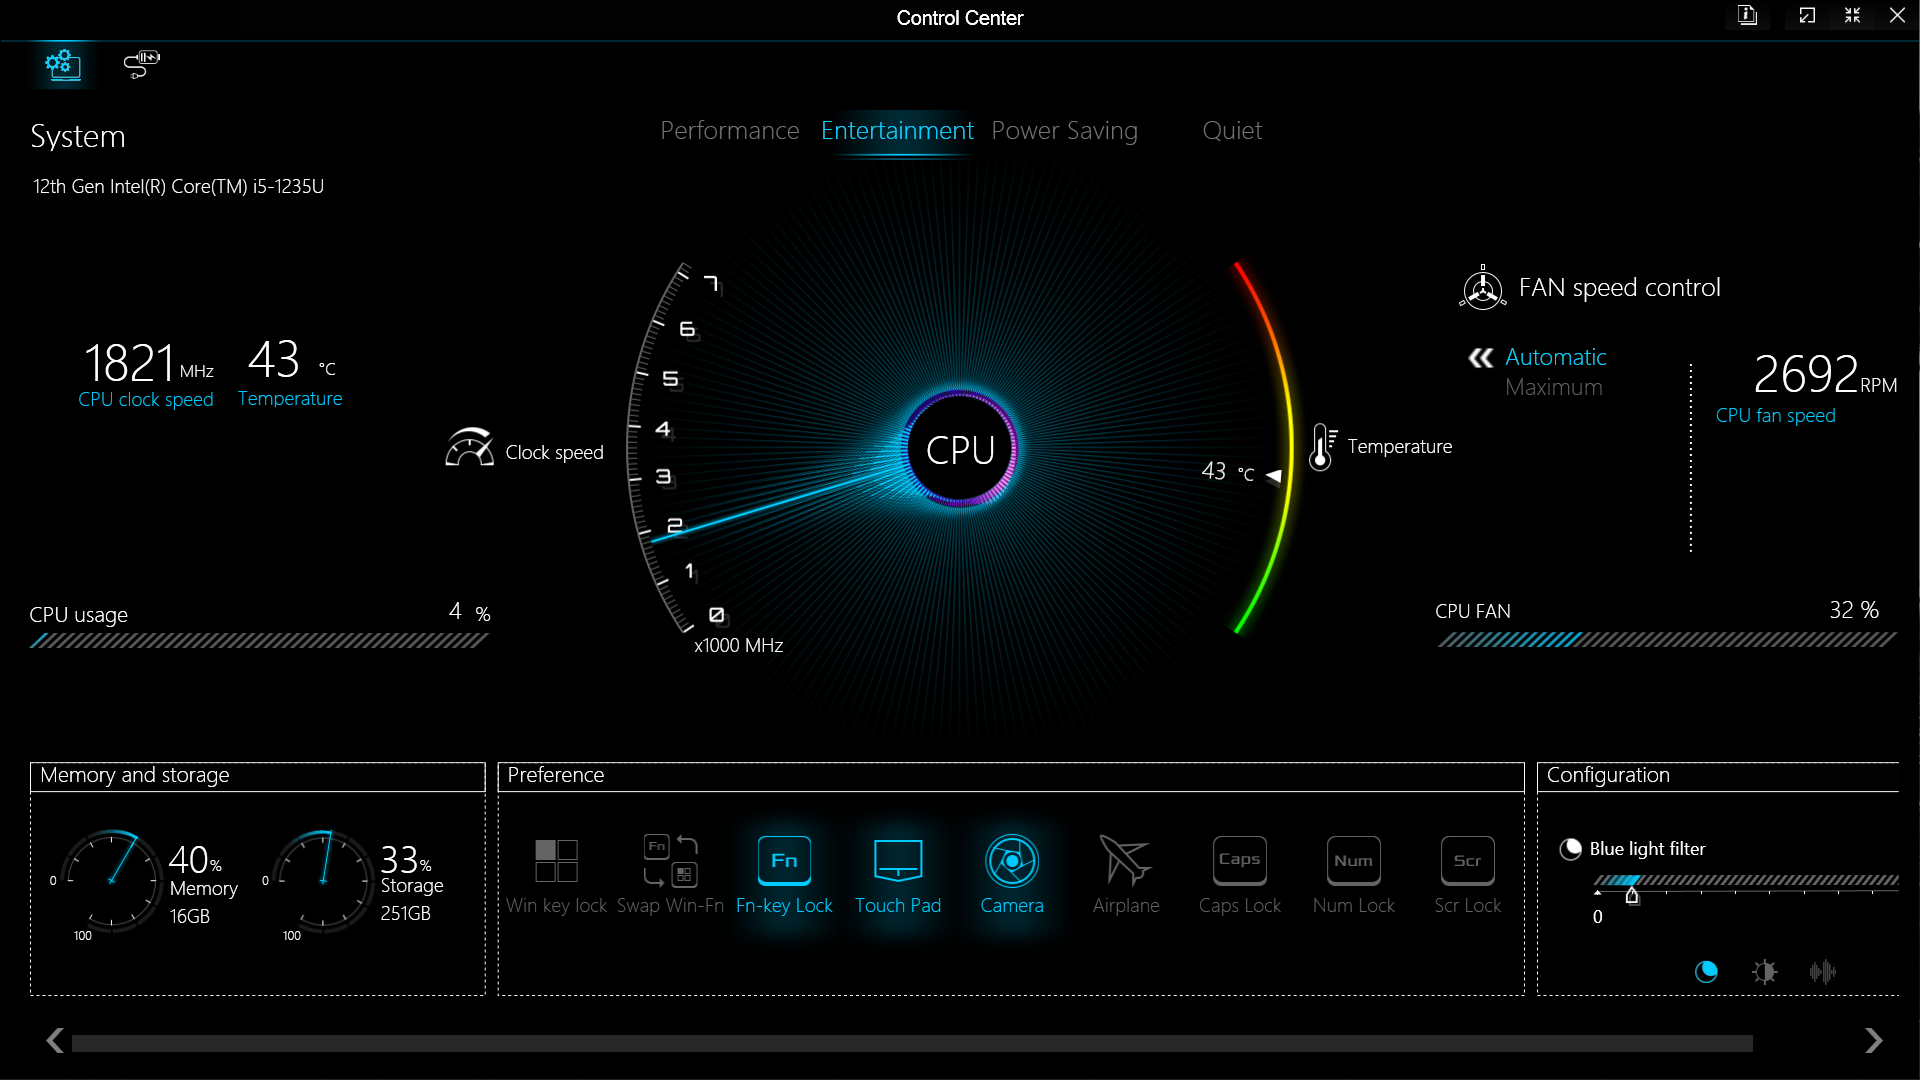 Control Center
System
12th Gen Intel(R) Core(TM) i5-1235U
Performance Entertainment Power Saving Quiet
1821 MHz
CPU clock speed
43 °C
Temperature
Clock speed
7
6
5
4
3
2
1
0
x1000 MHz
CPU
43 °C
Temperature
FAN speed control
Automatic
Maximum
2692 RPM
CPU fan speed
CPU usage 4 %
CPU FAN 32 %
Memory and storage
0
100
40%
Memory
16GB
0
100
33%
Storage
251GB
Preference
Win key lock
Fn
Swap Win-Fn
Fn
Fn-key Lock
Touch Pad
Camera
Airplane
Caps
Caps Lock
Num
Num Lock
Scr
Scr Lock
Configuration
Blue light filter
0